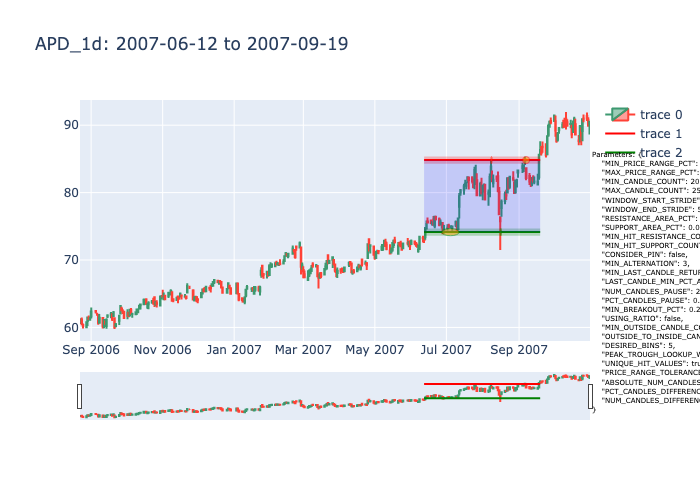 APD_1d: 2007-06-12 to 2007-09-19
90
80
70
60
Sep 2006
Nov 2006
Jan 2007
Mar 2007
May 2007
Jul 2007
Sep 2007
trace 0
trace 1
trace 2
Parameters: {
"MIN_PRICE_RANGE_PCT":
"MAX_PRICE_RANGE_PCT":
"MIN_CANDLE_COUNT": 20
"MAX_CANDLE_COUNT": 25
"WINDOW_START_STRIDE"
"WINDOW_END_STRIDE": 5
"RESISTANCE_AREA_PCT":
"SUPPORT_AREA_PCT": 0.0
"MIN_HIT_RESISTANCE_CO
"MIN_HIT_SUPPORT_COUN
"CONSIDER_PIN": false,
"MIN_ALTERNATION": 3,
"MIN_LAST_CANDLE_RETU
"LAST_CANDLE_MIN_PCT_A
"NUM_CANDLES_PAUSE": 2
"PCT_CANDLES_PAUSE": 0.
"MIN_BREAKOUT_PCT": 0.2
"USING_RATIO": false,
"MIN_OUTSIDE_CANDLE_CO
"OUTSIDE_TO_INSIDE_CAN
"DESIRED_BINS": 5,
"PEAK_TROUGH_LOOKUP_W
"UNIQUE_HIT_VALUES": tru
"PRICE_RANGE_TOLERANC
"ABSOLUTE_NUM_CANDLES
"PCT_CANDLES_DIFFERENC
"NUM_CANDLES_DIFFEREN
}